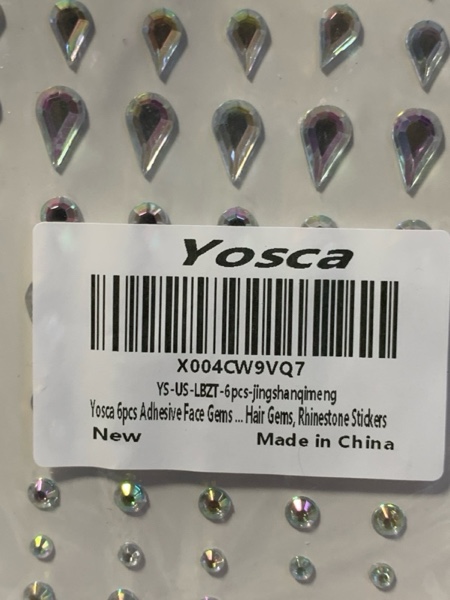 Yosca
X004CW9VQ7
YS-US-LBZT-6pcs-jingshanqimeng
Yosca 6pcs Adhesive Face Gems ... Hair Gems, Rhinestone Stickers
New Made in China